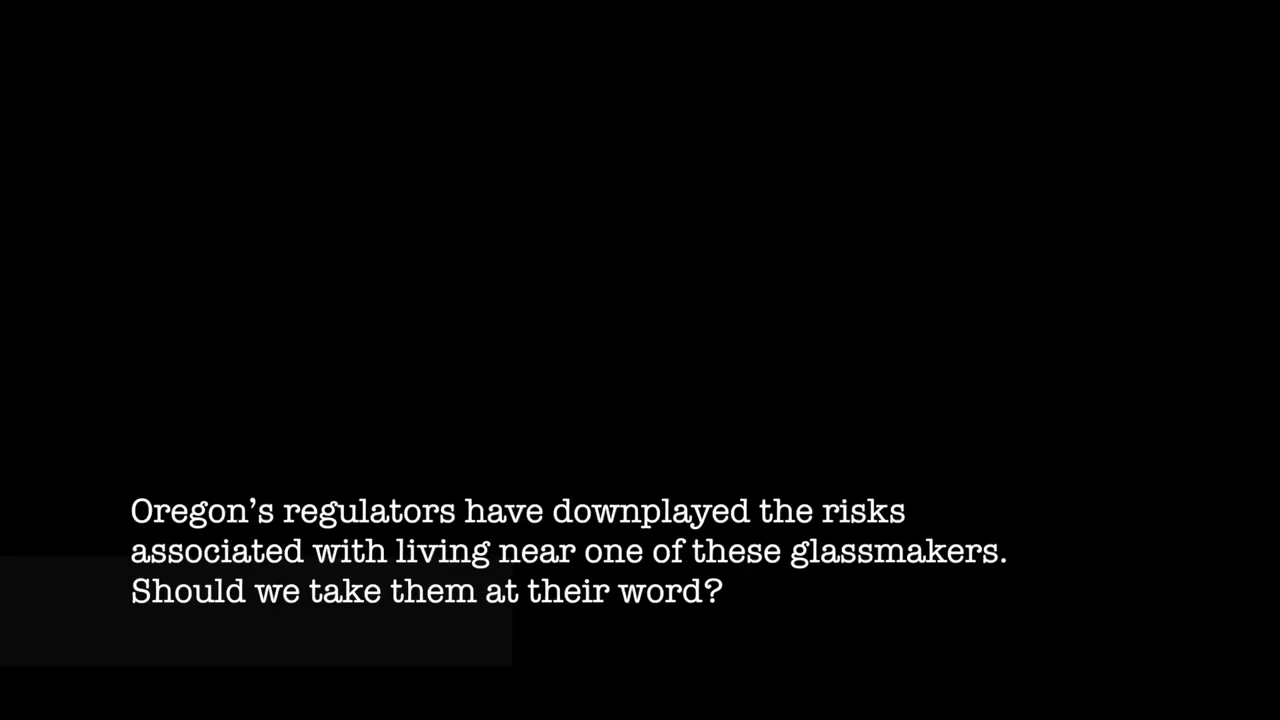 Oregon’s regulators have downplayed the risks
associated with living near one of these glassmakers.
Should we take them at their word?